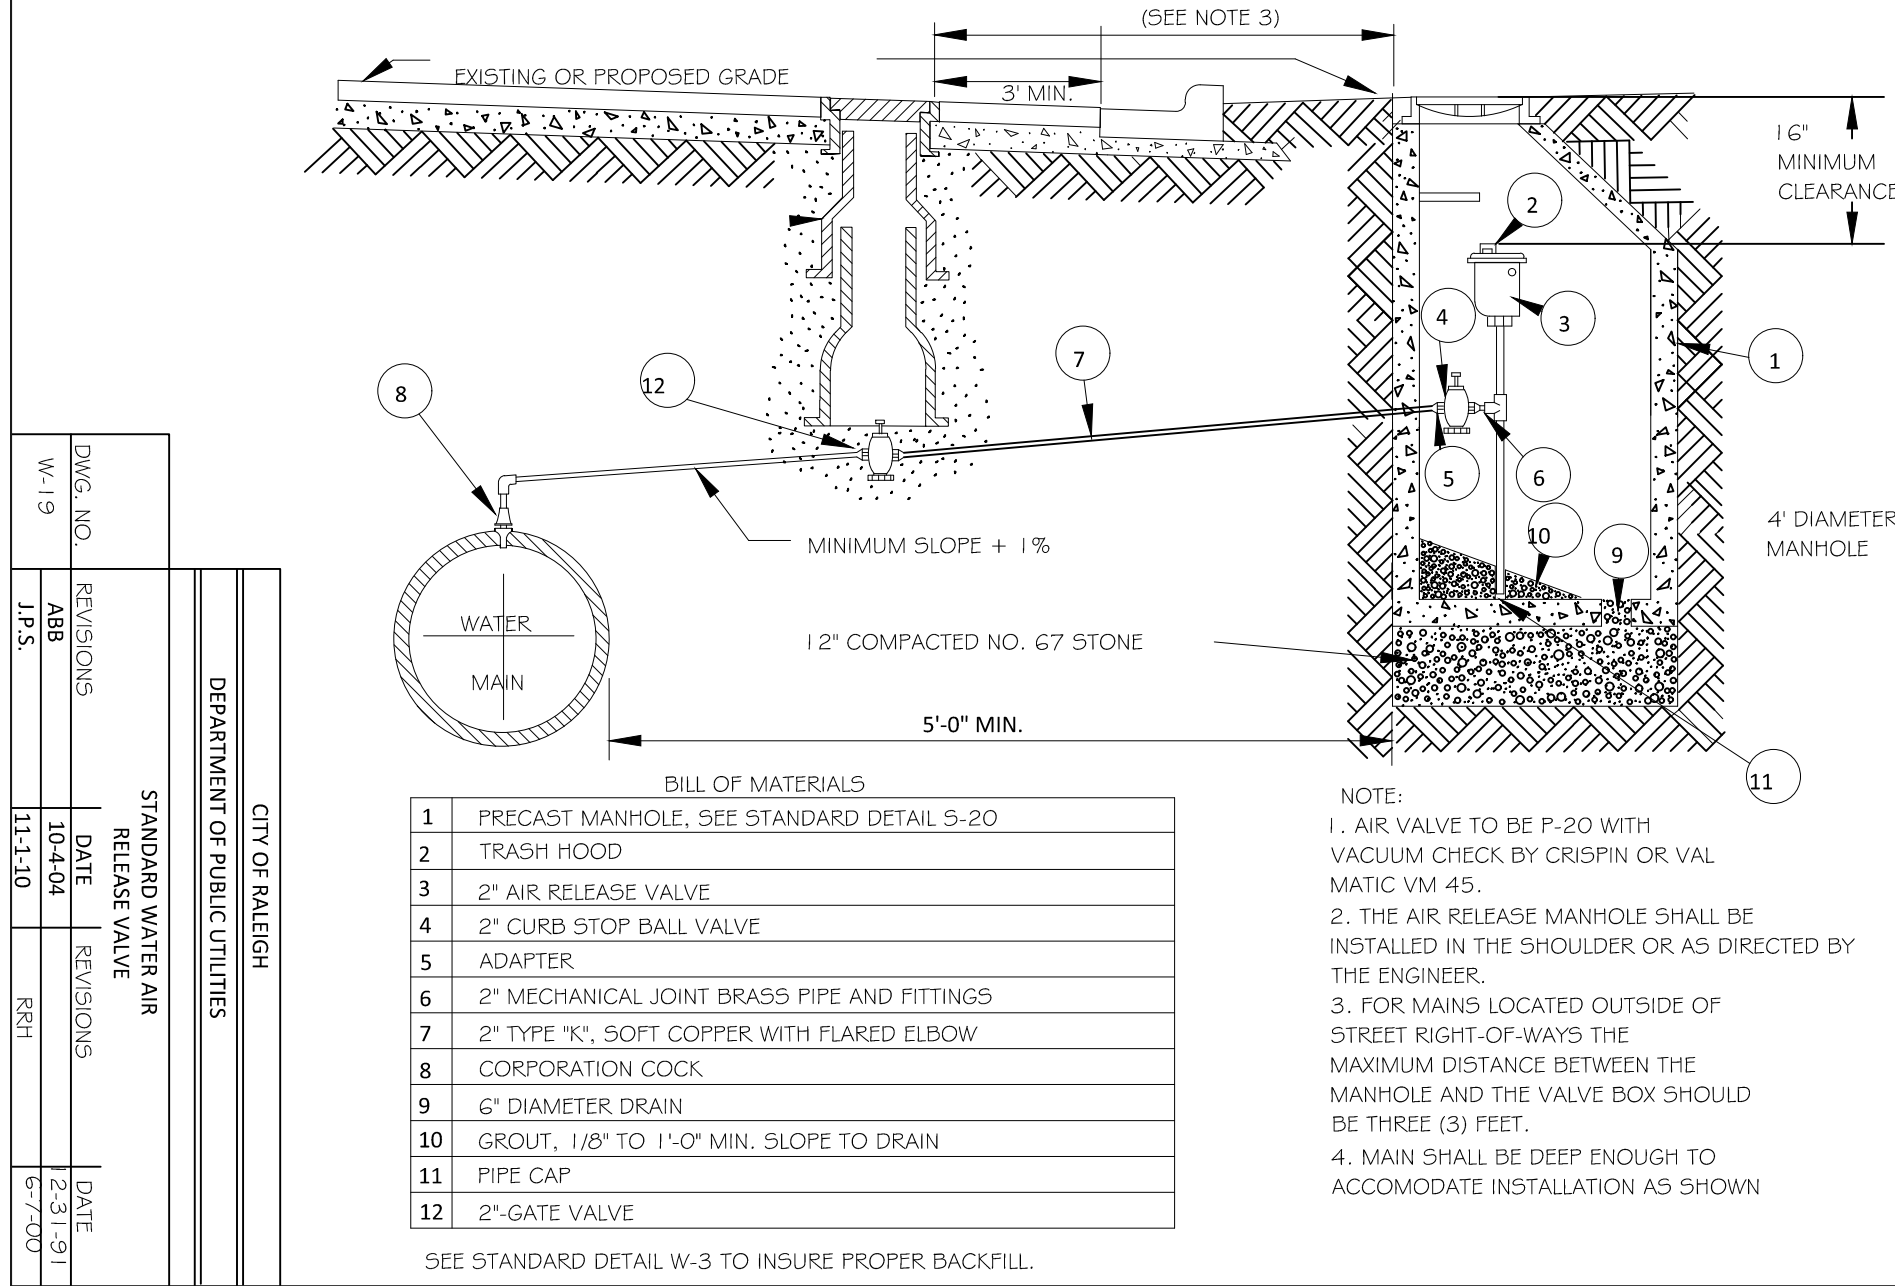 (SEE NOTE 3)
EXISTING OR PROPOSED GRADE
3' MIN.
16"
MINIMUM
CLEARANCE
2
4
3
1
7
12
8
5
6
10
9
4' DIAMETER
MANHOLE
MINIMUM SLOPE + 1%
WATER
MAIN
12" COMPACTED NO. 67 STONE
5'-0" MIN.
11
BILL OF MATERIALS
1 PRECAST MANHOLE, SEE STANDARD DETAIL S-20
2 TRASH HOOD
3 2" AIR RELEASE VALVE
4 2" CURB STOP BALL VALVE
5 ADAPTER
6 2" MECHANICAL JOINT BRASS PIPE AND FITTINGS
7 2" TYPE "K", SOFT COPPER WITH FLARED ELBOW
8 CORPORATION COCK
9 6" DIAMETER DRAIN
10 GROUT, 1/8" TO 1'-0" MIN. SLOPE TO DRAIN
11 PIPE CAP
12 2"-GATE VALVE
SEE STANDARD DETAIL W-3 TO INSURE PROPER BACKFILL.
NOTE:
1. AIR VALVE TO BE P-20 WITH
VACUUM CHECK BY CRISPIN OR VAL
MATIC VM 45.
2. THE AIR RELEASE MANHOLE SHALL BE
INSTALLED IN THE SHOULDER OR AS DIRECTED BY
THE ENGINEER.
3. FOR MAINS LOCATED OUTSIDE OF
STREET RIGHT-OF-WAYS THE
MAXIMUM DISTANCE BETWEEN THE
MANHOLE AND THE VALVE BOX SHOULD
BE THREE (3) FEET.
4. MAIN SHALL BE DEEP ENOUGH TO
ACCOMODATE INSTALLATION AS SHOWN
CITY OF RALEIGH
DEPARTMENT OF PUBLIC UTILITIES
STANDARD WATER AIR
RELEASE VALVE
DWG. NO. REVISIONS DATE REVISIONS DATE
W-19 ABB 10-4-04 12-31-91
J.P.S. 11-1-10 RRH 6-7-00